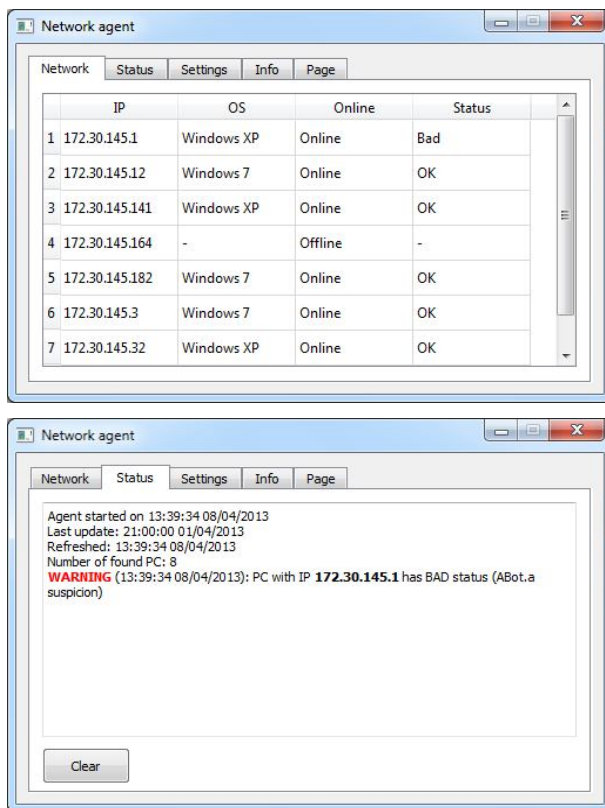 Network agent
Network Status Settings Info Page
IP OS Online Status
1 172.30.145.1 Windows XP Online Bad
2 172.30.145.12 Windows 7 Online OK
3 172.30.145.141 Windows XP Online OK
4 172.30.145.164 - Offline -
5 172.30.145.182 Windows 7 Online OK
6 172.30.145.3 Windows 7 Online OK
7 172.30.145.32 Windows XP Online OK
Network agent
Network Status Settings Info Page
Agent started on 13:39:34 08/04/2013
Last update: 21:00:00 01/04/2013
Refreshed: 13:39:34 08/04/2013
Number of found PC: 8
WARNING (13:39:34 08/04/2013): PC with IP 172.30.145.1 has BAD status (ABot.a
suspicion)
Clear